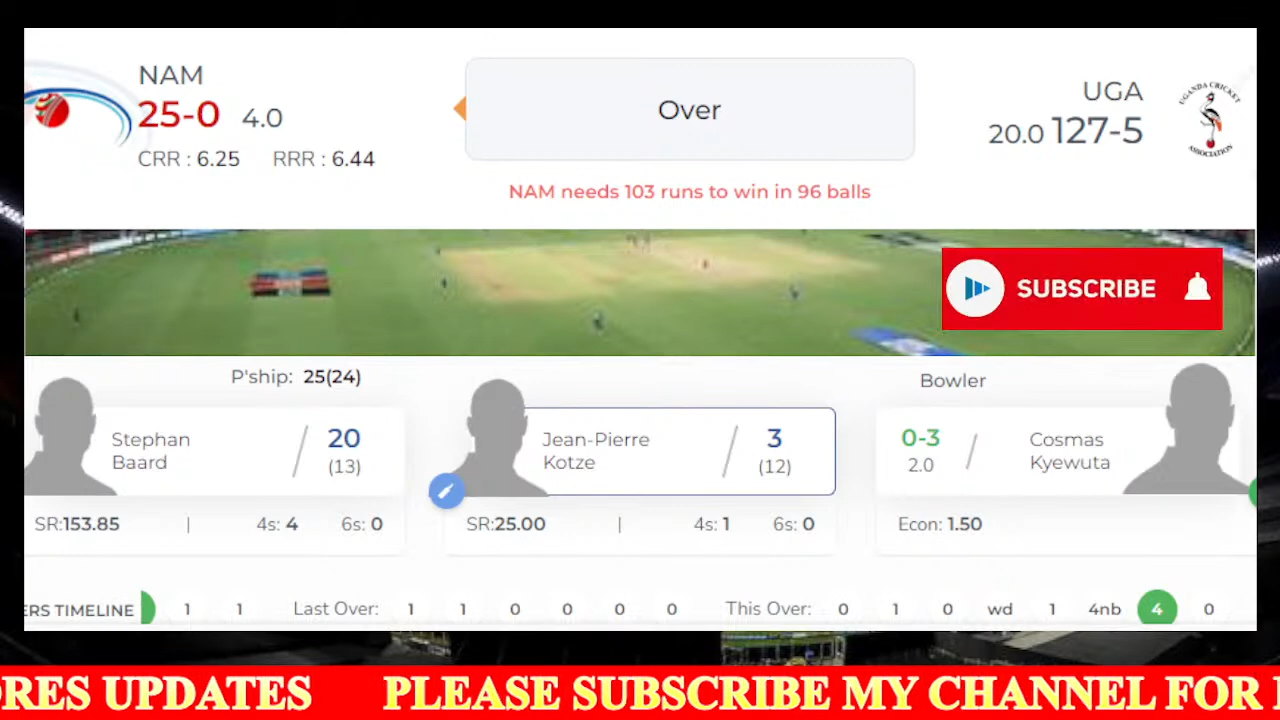 NAM
25-0 4.0
CRR : 6.25 RRR : 6.44
Over
NAM needs 103 runs to win in 96 balls
UGA
20.0 127-5
UGANDA CRICKET
ASSOCIATION
SUBSCRIBE
P'ship: 25(24)
Stephan
Baard
20
(13)
SR:153.85 | 4s: 4 6s: 0
Jean-Pierre
Kotze
3
(12)
SR:25.00 | 4s: 1 6s: 0
Bowler
0-3
2.0
Cosmas
Kyewuta
Econ: 1.50
ERS TIMELINE 1 1 Last Over: 1 1 0 0 0 0 This Over: 0 1 0 wd 1 4nb 4 0
ORES UPDATES PLEASE SUBSCRIBE MY CHANNEL FOR